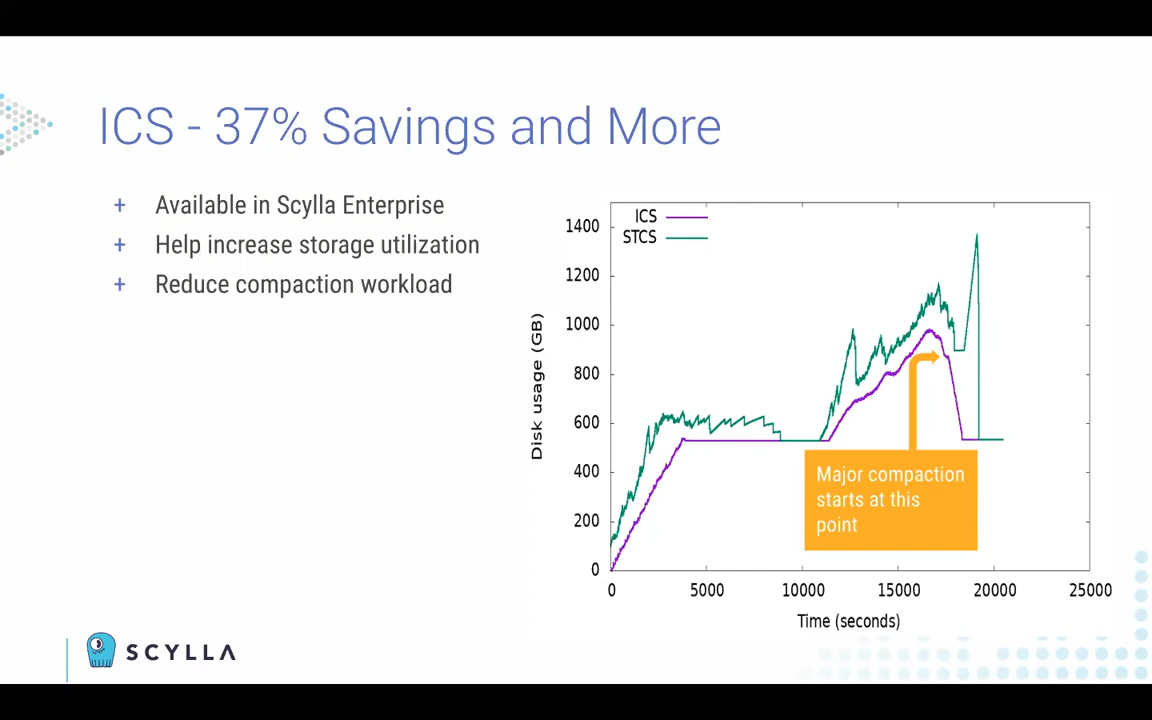 ICS - 37% Savings and More
+ Available in Scylla Enterprise
+ Help increase storage utilization
+ Reduce compaction workload
ICS
STCS
1400
1200
1000
800
600
400
200
0
Disk usage (GB)
Major compaction
starts at this
point
0 5000 10000 15000 20000 25000
Time (seconds)
SCYLLA